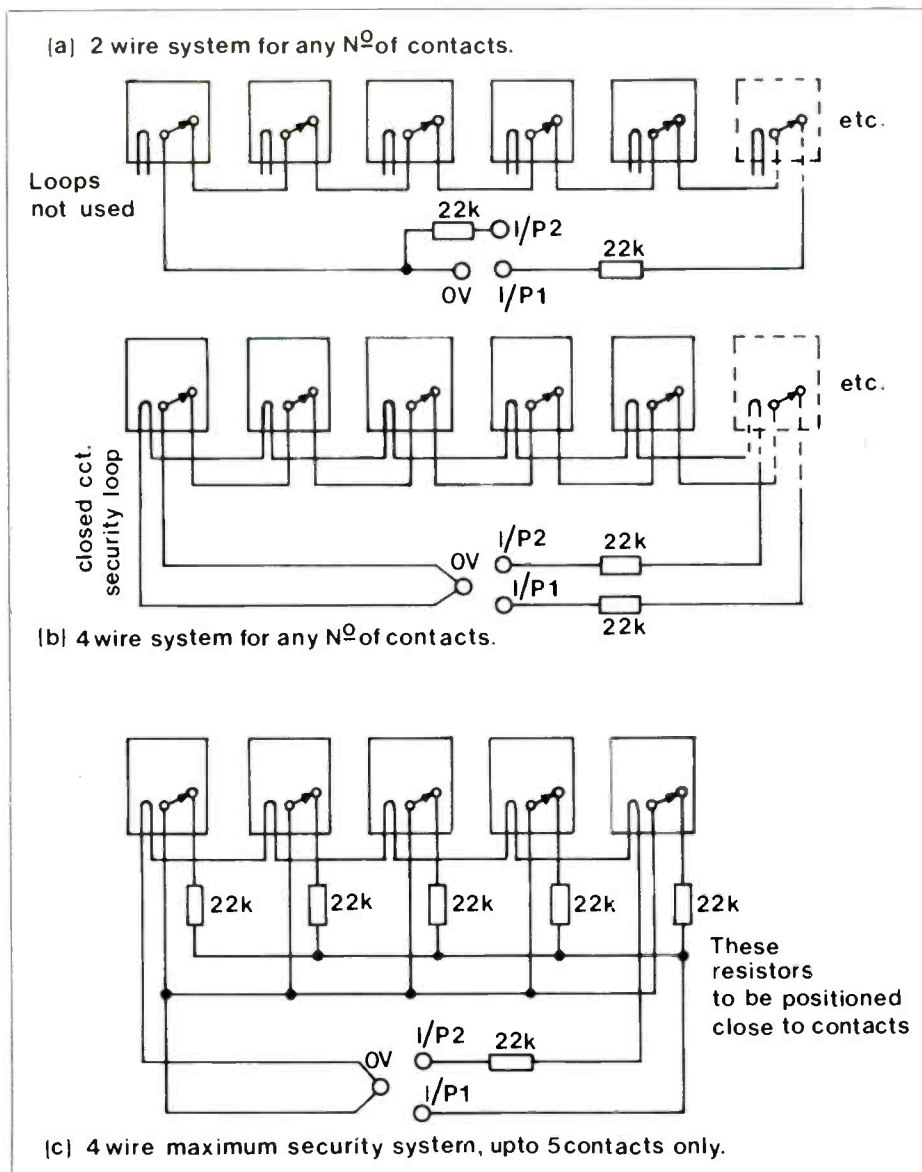 (a) 2 wire system for any Nº of contacts.
etc.
Loops
not used
22k
I/P2
22k
OV
I/P1
etc.
closed cct.
security loop
I/P2
22k
OV
I/P1
22k
(b) 4 wire system for any Nº of contacts.
22k
22k
22k
22k
22k
These
resistors
to be positioned
close to contacts
I/P2
22k
OV
I/P1
(c) 4 wire maximum security system, upto 5 contacts only.